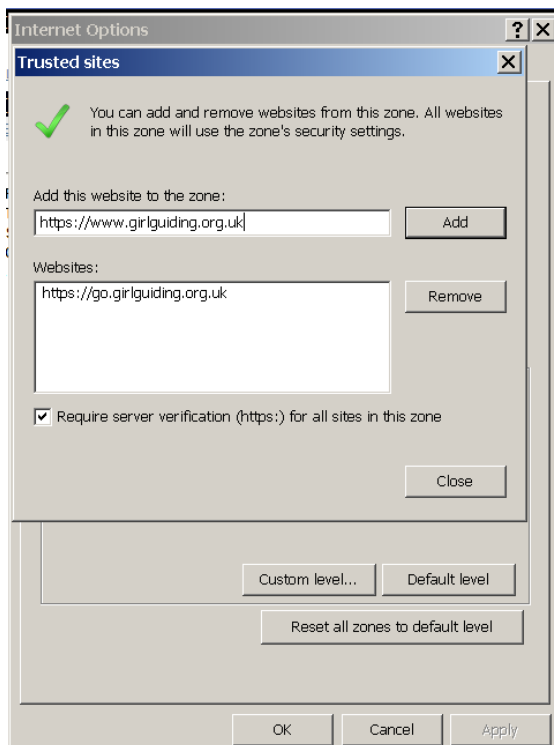 Internet Options
Trusted sites
You can add and remove websites from this zone. All websites
in this zone will use the zone's security settings.
Add this website to the zone:
https://www.girlguiding.org.uk
Add
Websites:
https://go.girlguiding.org.uk
Remove
Require server verification (https:) for all sites in this zone
Close
Custom level...
Default level
Reset all zones to default level
OK
Cancel
Apply